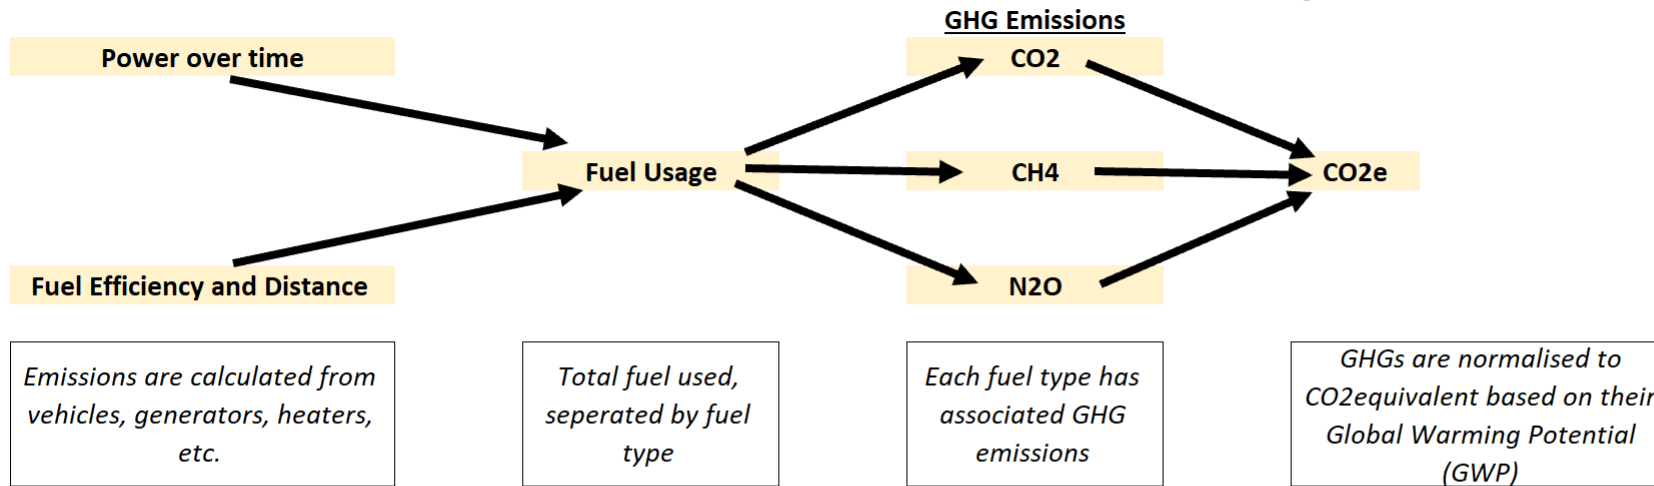 GHG Emissions
Power over time
CO2
Fuel Usage
CH4
CO2e
Fuel Efficiency and Distance
N2O
Emissions are calculated from
vehicles, generators, heaters,
etc.
Total fuel used,
seperated by fuel
type
Each fuel type has
associated GHG
emissions
GHGs are normalised to
CO2equivalent based on their
Global Warming Potential
(GWP)